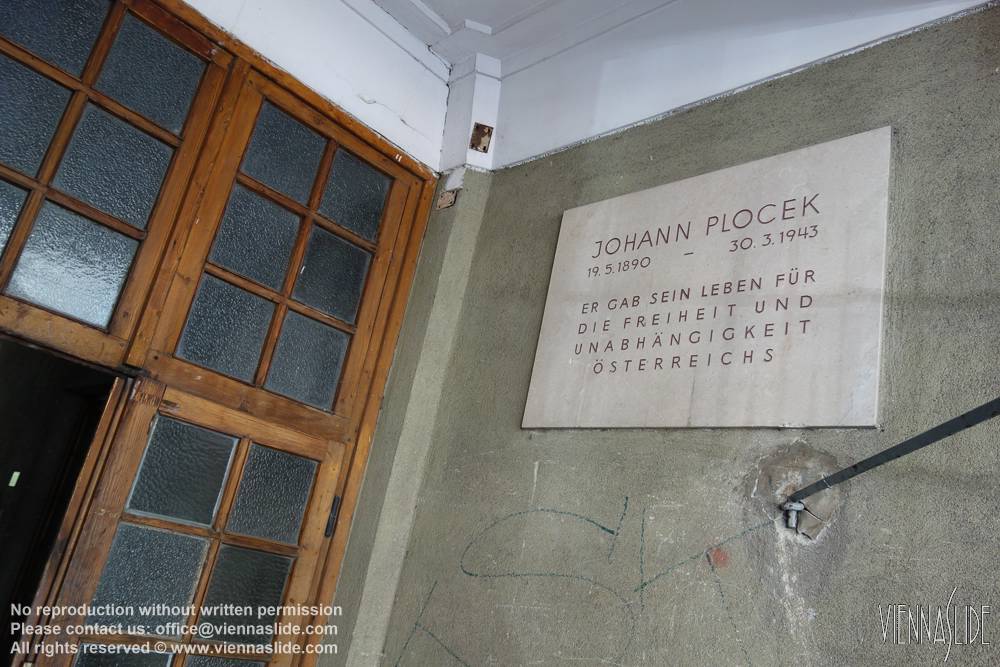 JOHANN PLOCEK
19.5.1890 – 30.3.1943
ER GAB SEIN LEBEN FÜR
DIE FREIHEIT UND
UNABHÄNGIGKEIT
ÖSTERREICHS
No reproduction without written permission
Please contact us: office@viennaslide.com
All rights reserved © www.viennaslide.com
VIENNASLIDE